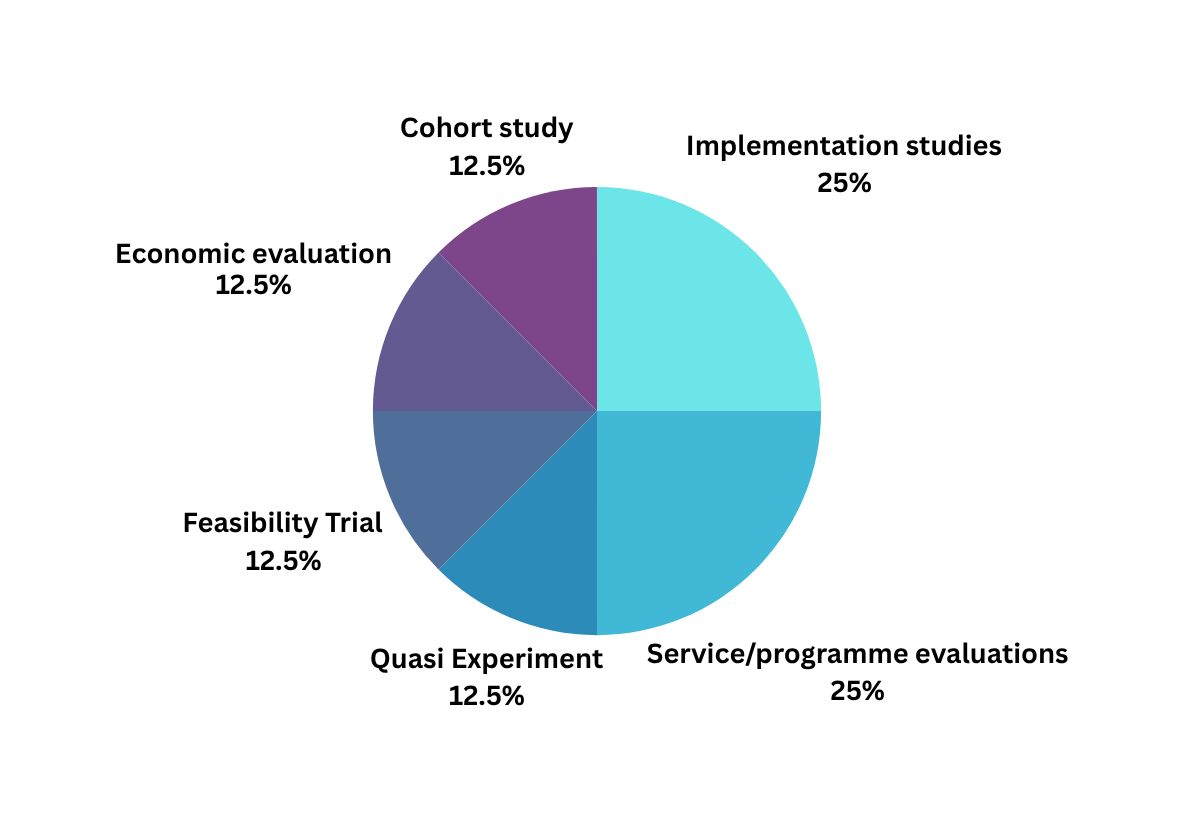 Cohort study
12.5%
Implementation studies
25%
Economic evaluation
12.5%
Feasibility Trial
12.5%
Quasi Experiment
12.5%
Service/programme evaluations
25%